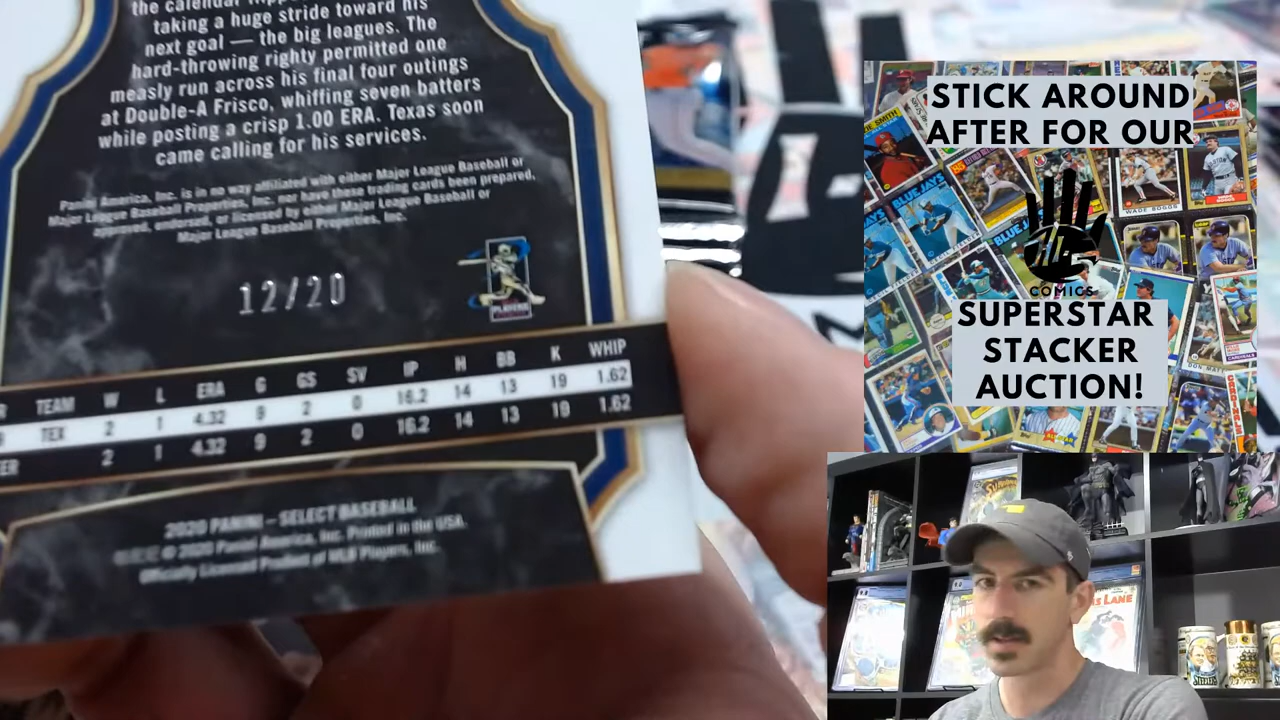 the calendar
taking a huge stride toward his
next goal — the big leagues. The
hard-throwing righty permitted one
measly run across his final four outings
at Double-A Frisco, whiffing seven batters
while posting a crisp 1.00 ERA. Texas soon
came calling for his services.
Panini America, Inc. is in no way affiliated with either Major League Baseball or
Major League Baseball Properties, Inc. nor have these trading cards been prepared,
approved, endorsed, or licensed by either Major League Baseball or
Major League Baseball Properties, Inc.
12/20
PLAYERS
TEAM W L ERA G GS SV IP H BB K WHIP
TEX 2 1 4.32 9 2 0 16.2 14 13 19 1.62
2 1 4.32 9 2 0 16.2 14 13 19 1.62
2020 PANINI – SELECT BASEBALL
© 2020 Panini America, Inc. Printed in the USA.
Officially Licensed Product of MLB Players, Inc.
STICK AROUND
AFTER FOR OUR
COMICS
SUPERSTAR
STACKER
AUCTION!
BLUE JAYS
WADE BOGGS
CARDINALS
LANE